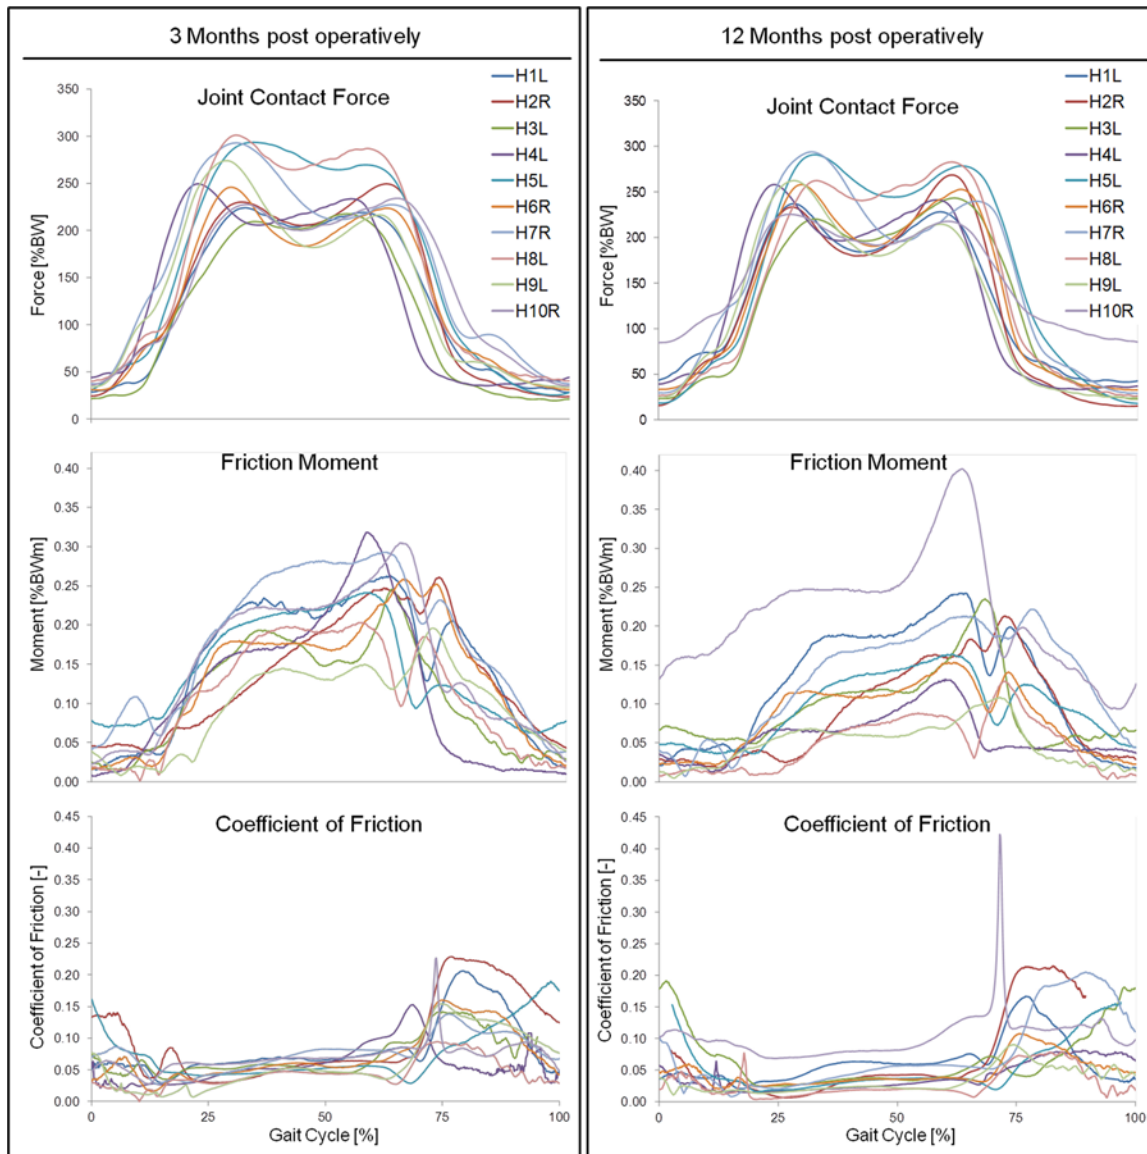 3 Months post operatively
Joint Contact Force
H1L
H2R
H3L
H4L
H5L
H6R
H7R
H8L
H9L
H10R
Force [%BW]
350
300
250
200
150
100
50
0
Friction Moment
Moment [%BWm]
0.40
0.35
0.30
0.25
0.20
0.15
0.10
0.05
0.00
Coefficient of Friction
Coefficient of Friction [-]
0.45
0.40
0.35
0.30
0.25
0.20
0.15
0.10
0.05
0.00
0 25 50 75 100
Gait Cycle [%]
12 Months post operatively
Joint Contact Force
H1L
H2R
H3L
H4L
H5L
H6R
H7R
H8L
H9L
H10R
Force [%BW]
350
300
250
200
150
100
50
0
Friction Moment
Moment [%BWm]
0.40
0.35
0.30
0.25
0.20
0.15
0.10
0.05
0.00
Coefficient of Friction
Coefficient of Friction [-]
0.45
0.40
0.35
0.30
0.25
0.20
0.15
0.10
0.05
0.00
0 25 50 75 100
Gait Cycle [%]